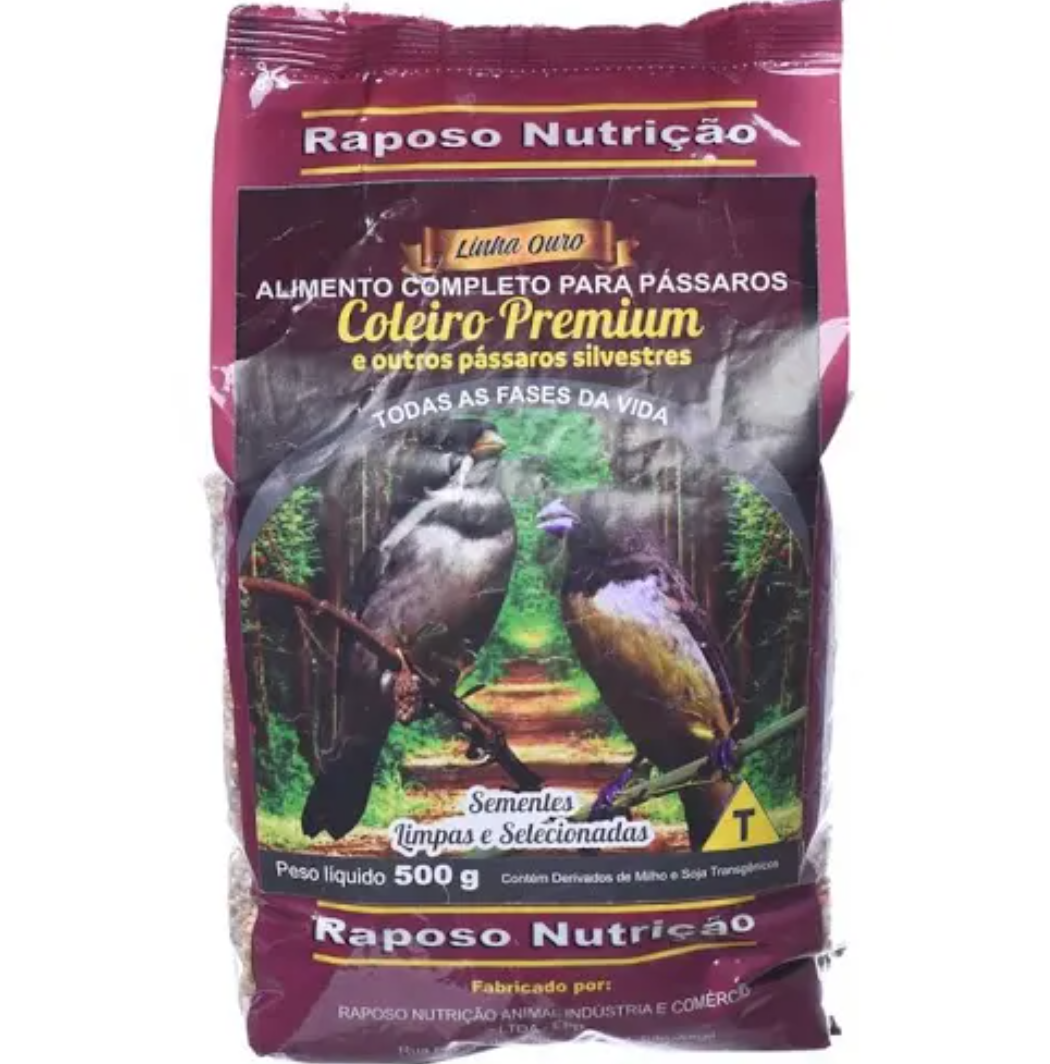 Raposo Nutrição
Linha Ouro
ALIMENTO COMPLETO PARA PÁSSAROS
Coleiro Premium
e outros pássaros silvestres
TODAS AS FASES DA VIDA
Sementes
Limpas e Selecionadas
T
Peso líquido 500 g
Contém Derivados de Milho e Soja Transgênicos
Raposo Nutrição
Fabricado por:
RAPOSO NUTRIÇÃO ANIMAL INDÚSTRIA E COMÉRCIO
LTDA
Rua